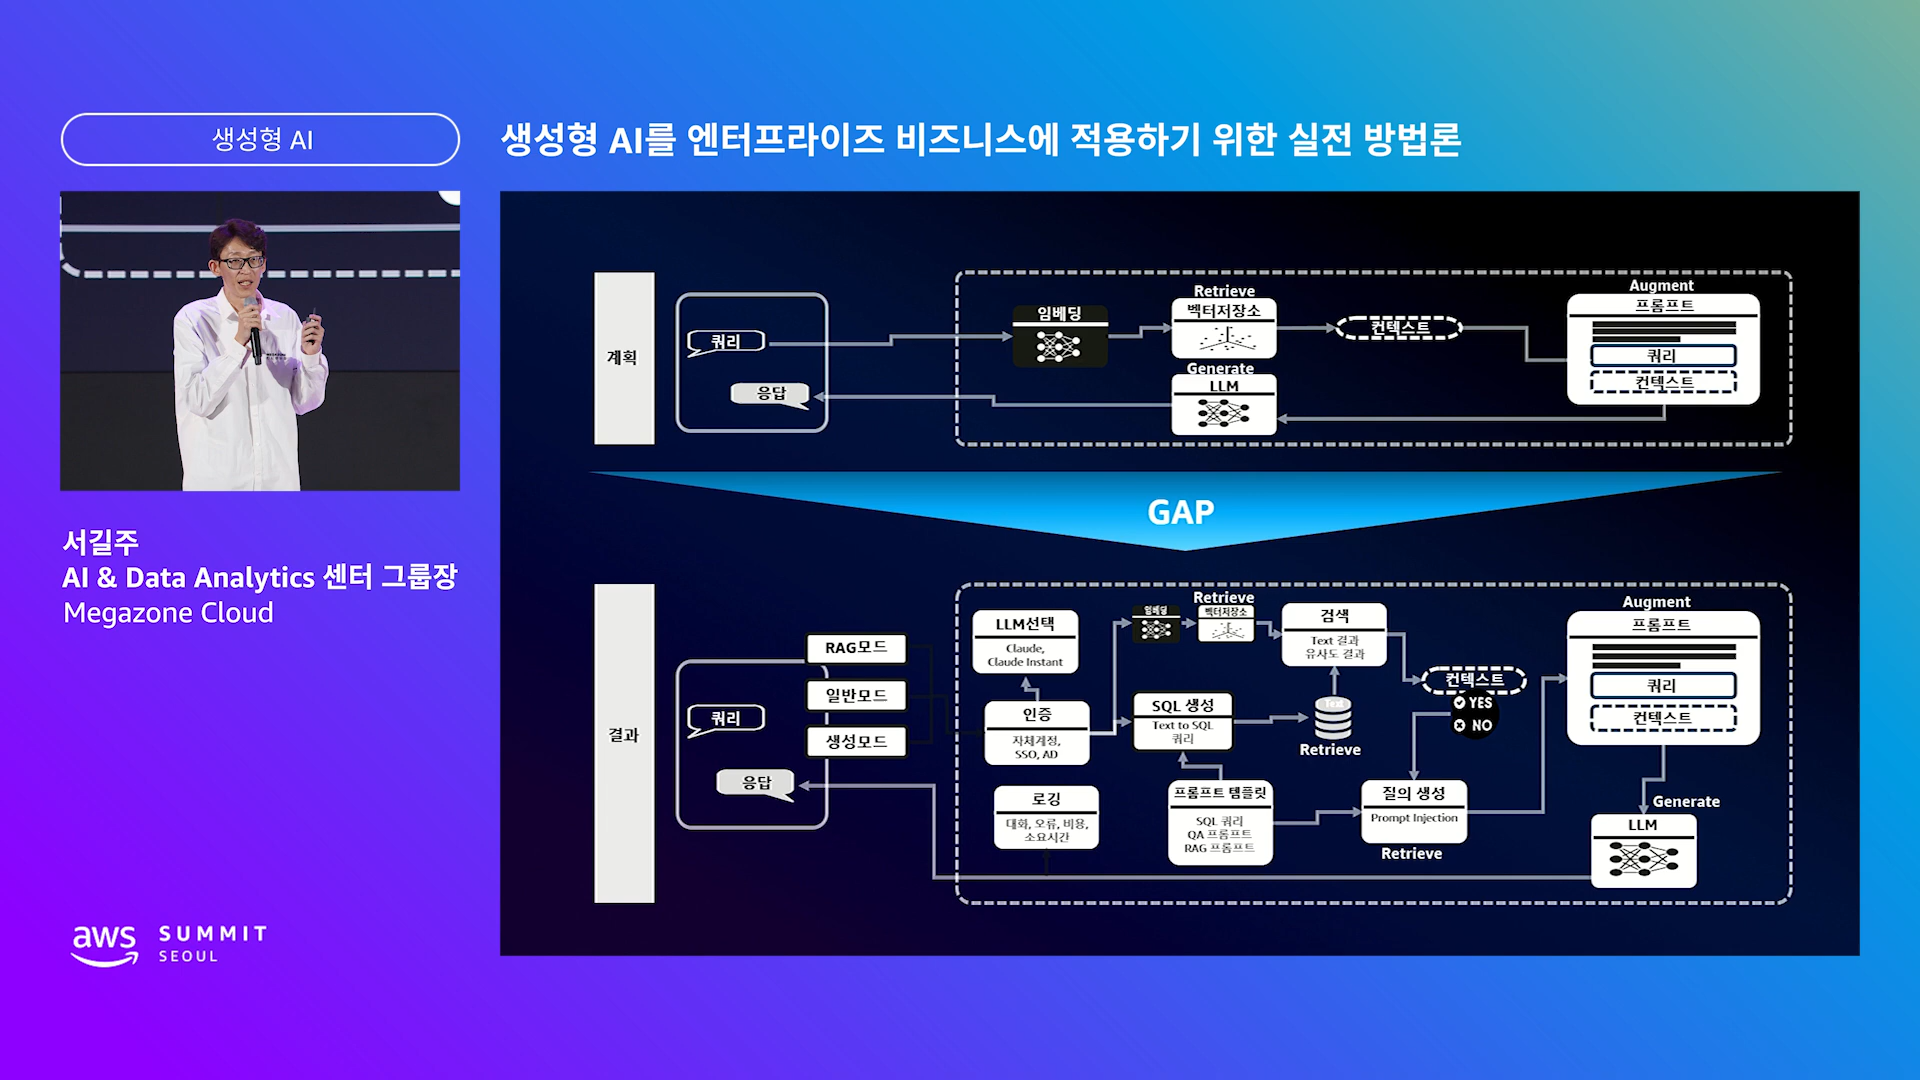 생성형 AI
생성형 AI를 엔터프라이즈 비즈니스에 적용하기 위한 실전 방법론
서길주
AI & Data Analytics 센터 그룹장
Megazone Cloud
aws SUMMIT
SEOUL
계획
쿼리
응답
임베딩
Retrieve
벡터저장소
Generate
LLM
컨텍스트
Augment
프롬프트
쿼리
컨텍스트
GAP
결과
쿼리
응답
RAG모드
일반모드
생성모드
LLM선택
Claude,
Claude Instant
인증
자체계정,
SSO, AD
로깅
대화, 오류, 비용,
소요시간
임베딩
Retrieve
벡터저장소
검색
Text 결과
유사도 결과
SQL 생성
Text to SQL
쿼리
Text
Retrieve
프롬프트 템플릿
SQL 쿼리
QA 프롬프트
RAG 프롬프트
컨텍스트
YES
NO
질의 생성
Prompt Injection
Retrieve
Augment
프롬프트
쿼리
컨텍스트
Generate
LLM